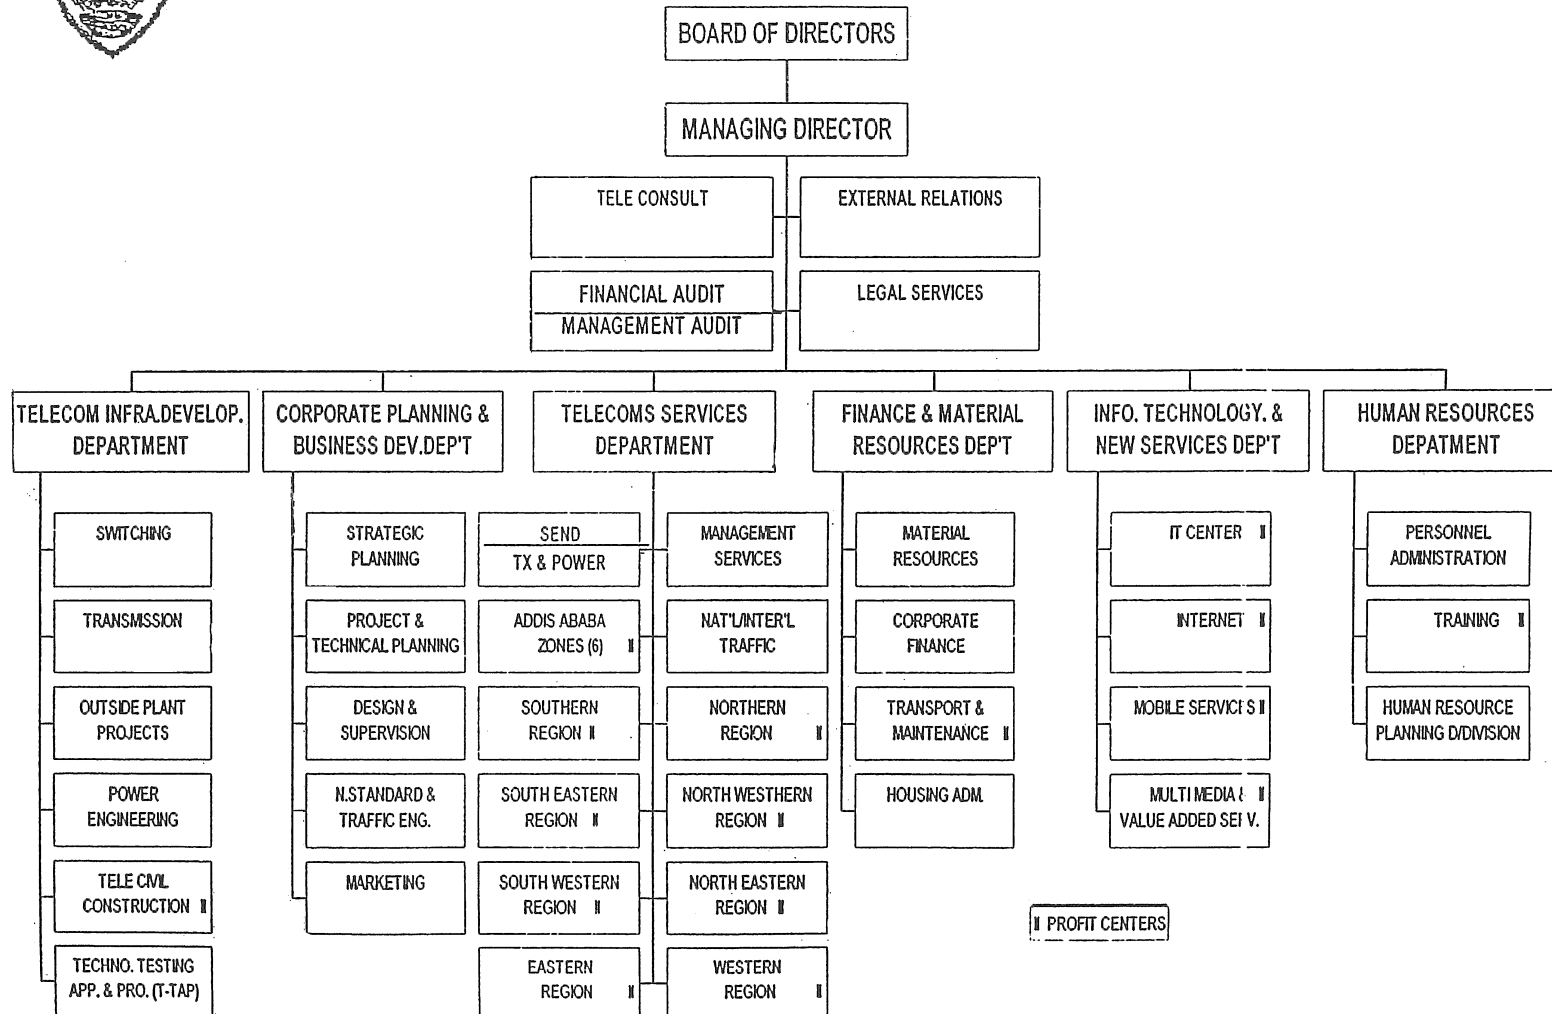 BOARD OF DIRECTORS
MANAGING DIRECTOR
TELE CONSULT
EXTERNAL RELATIONS
FINANCIAL AUDIT
MANAGEMENT AUDIT
LEGAL SERVICES
TELECOM INFRA.DEVELOP.
DEPARTMENT
CORPORATE PLANNING &
BUSINESS DEV.DEP'T
TELECOMS SERVICES
DEPARTMENT
FINANCE & MATERIAL
RESOURCES DEP'T
INFO. TECHNOLOGY. &
NEW SERVICES DEP'T
HUMAN RESOURCES
DEPATMENT
SWITCHING
TRANSMISSION
OUTSIDE PLANT
PROJECTS
POWER
ENGINEERING
TELE CIVIL
CONSTRUCTION
TECHNO. TESTING
APP. & PRO. (T-TAP)
STRATEGIC
PLANNING
PROJECT &
TECHNICAL PLANNING
DESIGN &
SUPERVISION
N.STANDARD &
TRAFFIC ENG.
MARKETING
SEND
TX & POWER
ADDIS ABABA
ZONES (6)
SOUTHERN
REGION
SOUTH EASTERN
REGION
SOUTH WESTERN
REGION
EASTERN
REGION
MANAGEMENT
SERVICES
NAT'L/INTER'L
TRAFFIC
NORTHERN
REGION
NORTH WESTHERN
REGION
NORTH EASTERN
REGION
WESTERN
REGION
MATERIAL
RESOURCES
CORPORATE
FINANCE
TRANSPORT &
MAINTENANCE
HOUSING ADM.
IT CENTER
INTERNET
MOBILE SERVICES
MULTI MEDIA &
VALUE ADDED SERV.
PERSONNEL
ADMINISTRATION
TRAINING
HUMAN RESOURCE
PLANNING D/DIVISION
PROFIT CENTERS